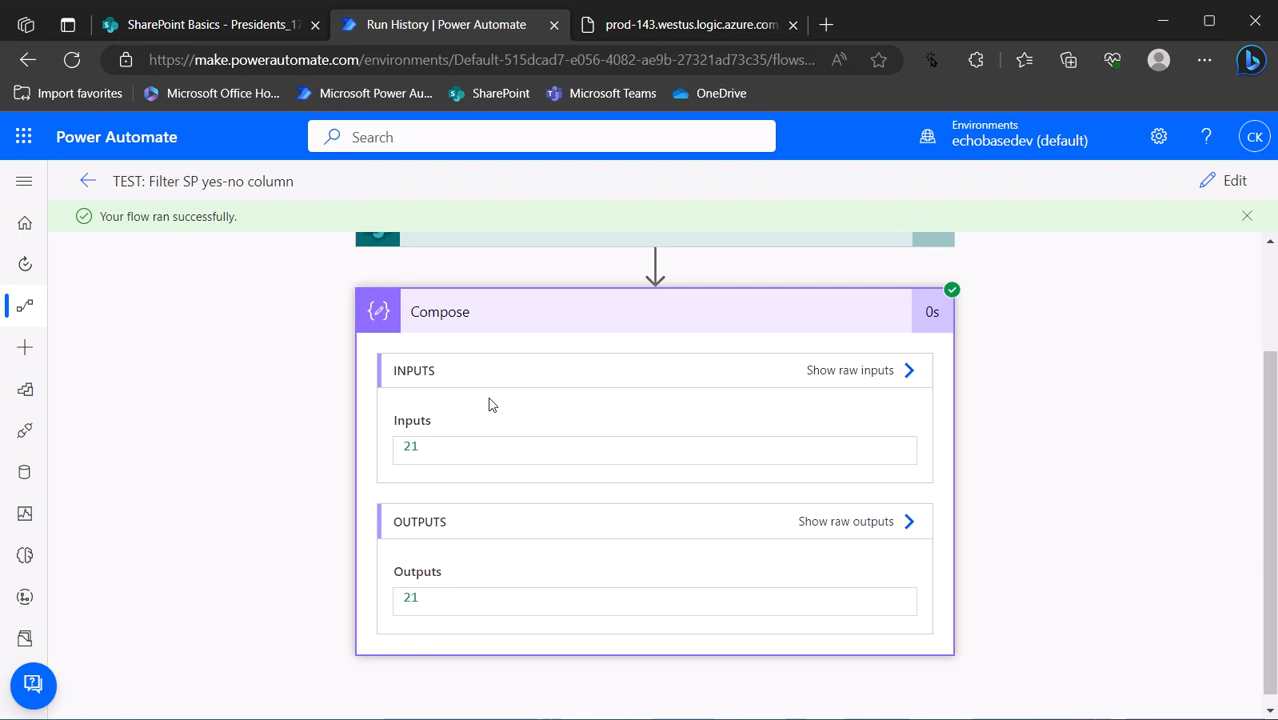 SharePoint Basics - Presidents_17
Run History | Power Automate
prod-143.westus.logic.azure.com
https://make.powerautomate.com/environments/Default-515dcad7-e056-4082-ae9b-27321ad73c35/flows...
Import favorites
Microsoft Office Ho...
Microsoft Power Au...
SharePoint
Microsoft Teams
OneDrive
Power Automate
Search
Environments
echobasedev (default)
CK
TEST: Filter SP yes-no column
Edit
Your flow ran successfully.
Compose
0s
INPUTS
Show raw inputs
Inputs
21
OUTPUTS
Show raw outputs
Outputs
21